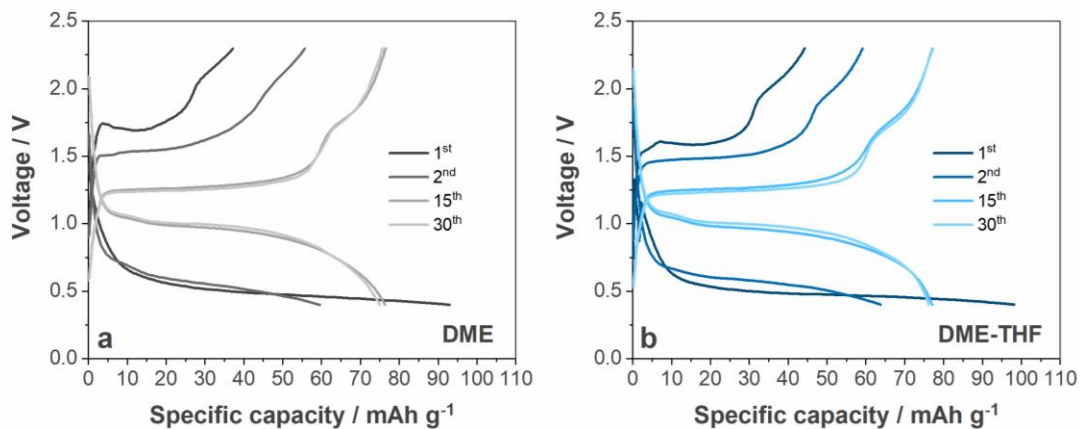 2.5
2.0
1.5
1.0
0.5
0.0
Voltage / V
1st
2nd
15th
30th
a
DME
0 10 20 30 40 50 60 70 80 90 100 110
Specific capacity / mAh g-1
2.5
2.0
1.5
1.0
0.5
0.0
Voltage / V
1st
2nd
15th
30th
b
DME-THF
0 10 20 30 40 50 60 70 80 90 100 110
Specific capacity / mAh g-1